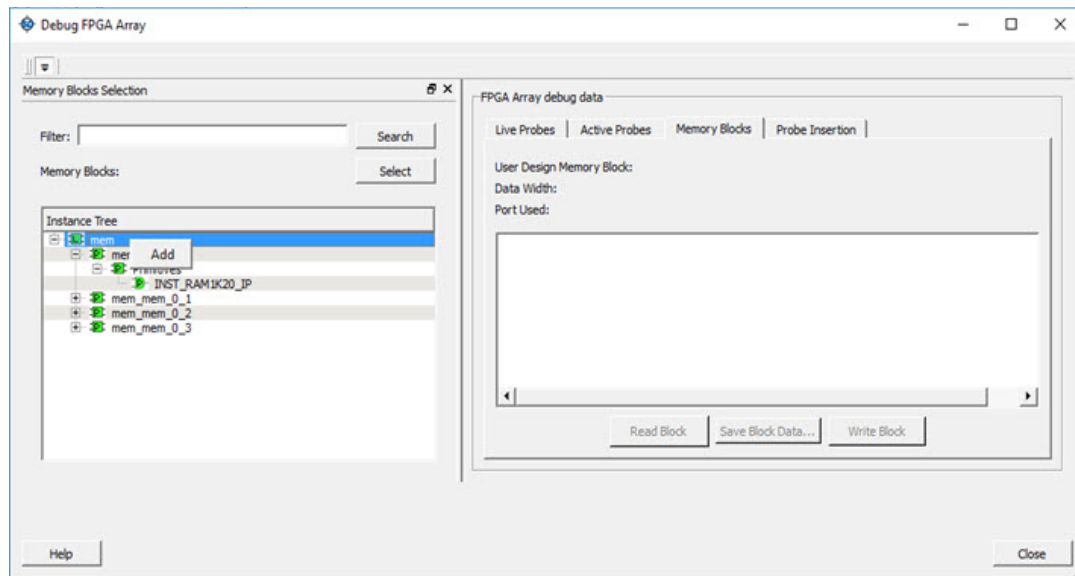 Debug FPGA Array
Memory Blocks Selection
Filter:
Search
Memory Blocks:
Select
Instance Tree
mem
Add
Primitives
INST_RAM1K20_IP
mem_mem_0_1
mem_mem_0_2
mem_mem_0_3
FPGA Array debug data
Live Probes Active Probes Memory Blocks Probe Insertion
User Design Memory Block:
Data Width:
Port Used:
Read Block Save Block Data... Write Block
Help
Close